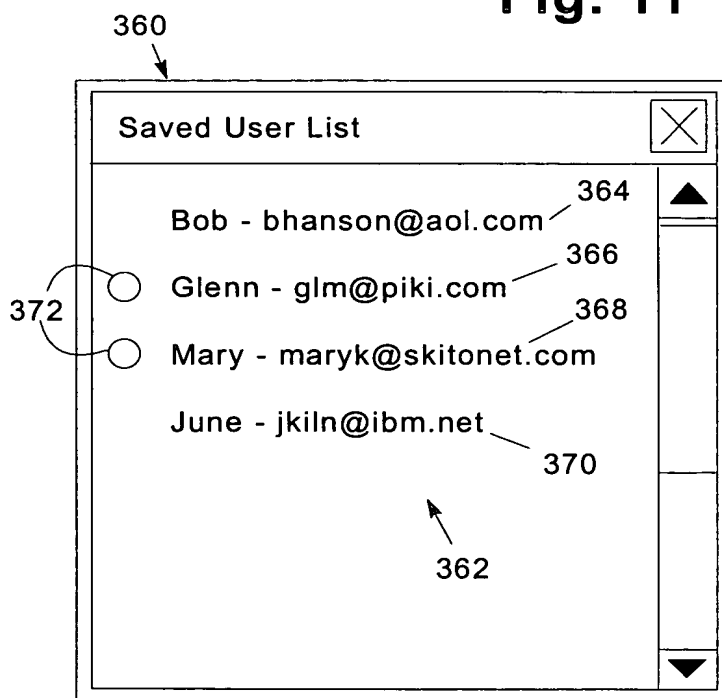 Fig. 11
360
Saved User List
Bob - bhanson@aol.com 364
Glenn - glm@piki.com 366
372
Mary - maryk@skitonet.com 368
June - jkiln@ibm.net
370
362